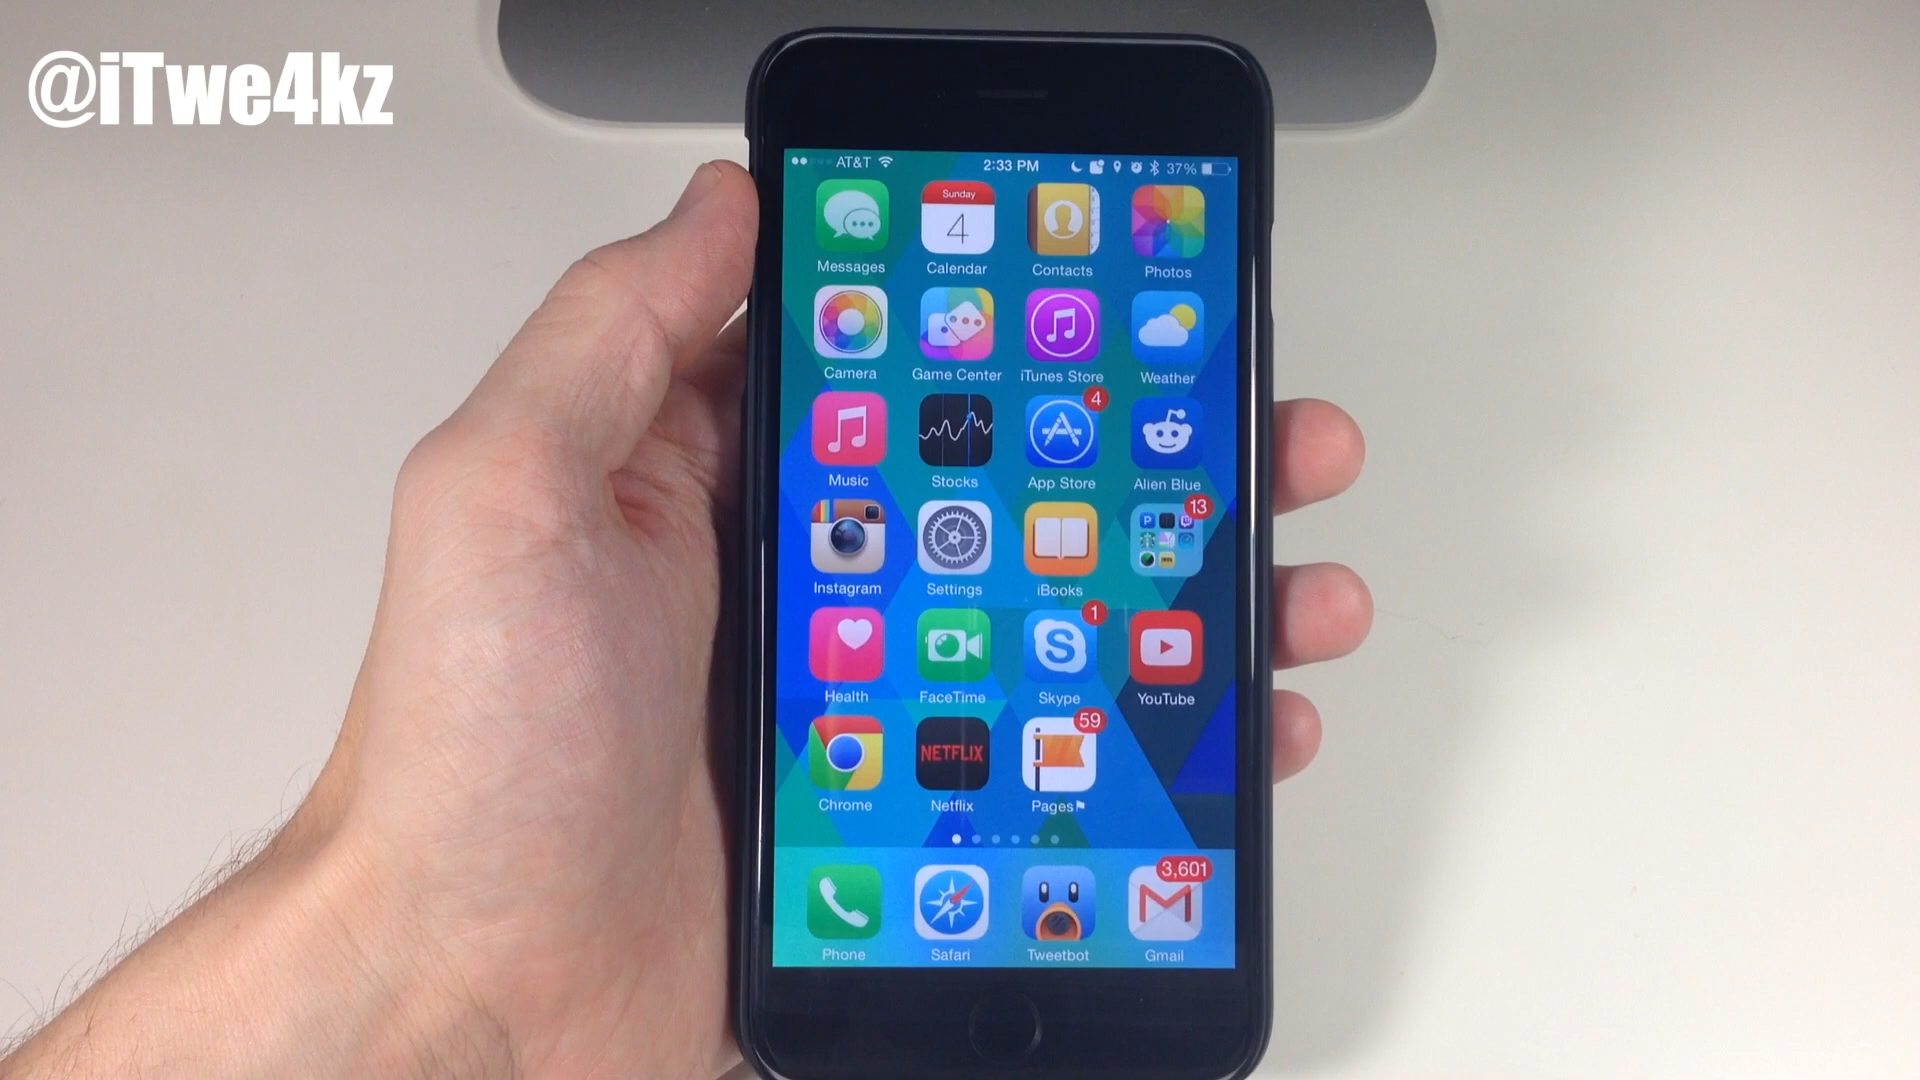 @iTwe4kz
AT&T 2:33 PM 37%
Sunday
4
Messages Calendar Contacts Photos
Camera Game Center iTunes Store Weather
4
Music Stocks App Store Alien Blue
13
P
Instagram Settings iBooks
1
S
Health FaceTime Skype YouTube
59
NETFLIX
Chrome Netflix Pages
3,601
M
Phone Safari Tweetbot Gmail